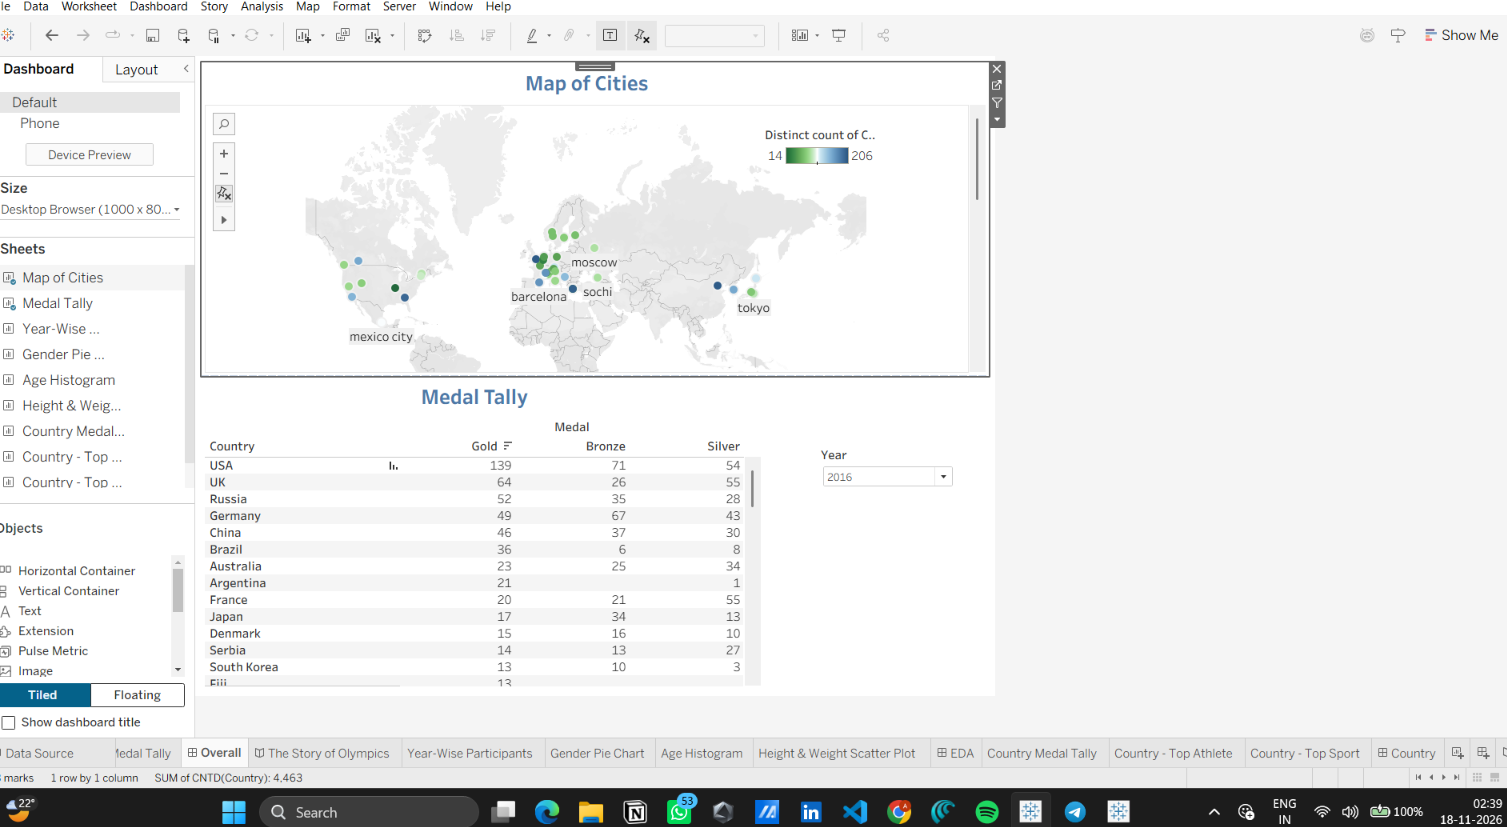 le Data Worksheet Dashboard Story Analysis Map Format Server Window Help
Show Me
Dashboard Layout
Default
Phone
Device Preview
Size
Desktop Browser (1000 x 80...
Sheets
Map of Cities
Medal Tally
Year-Wise ...
Gender Pie ...
Age Histogram
Height & Weig...
Country Medal...
Country - Top ...
Country - Top ...
Objects
Horizontal Container
Vertical Container
A Text
Extension
Pulse Metric
Image
Tiled Floating
Show dashboard title
Map of Cities
Distinct count of C..
14 206
moscow
barcelona
sochi
tokyo
mexico city
Medal Tally
Medal
Country Gold Bronze Silver
USA 139 71 54
UK 64 26 55
Russia 52 35 28
Germany 49 67 43
China 46 37 30
Brazil 36 6 8
Australia 23 25 34
Argentina 21 1
France 20 21 55
Japan 17 34 13
Denmark 15 16 10
Serbia 14 13 27
South Korea 13 10 3
Fiji 13
Year
2016
Data Source Medal Tally Overall The Story of Olympics Year-Wise Participants Gender Pie Chart Age Histogram Height & Weight Scatter Plot EDA Country Medal Tally Country - Top Athlete Country - Top Sport Country
marks 1 row by 1 column SUM of CNTD(Country): 4,463
22° Search 53 ENG IN 100% 02:39
18-11-2026